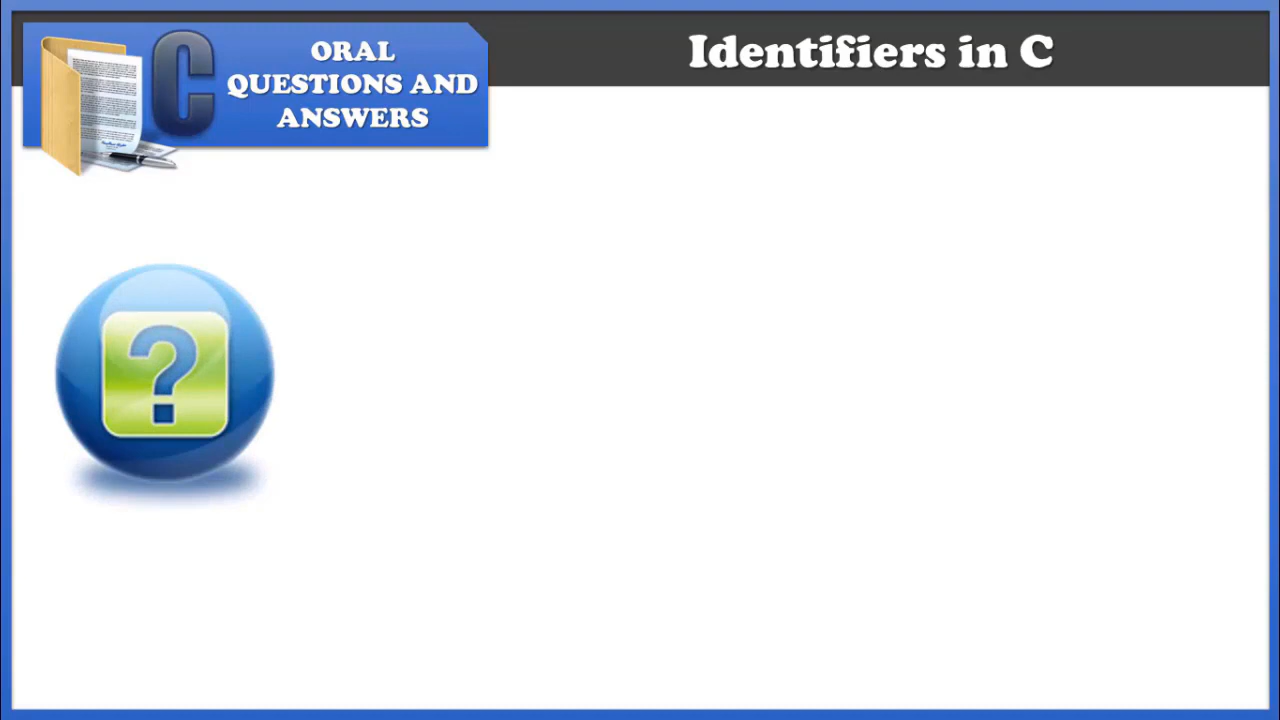 C
ORAL
QUESTIONS AND
ANSWERS
Identifiers in C
?